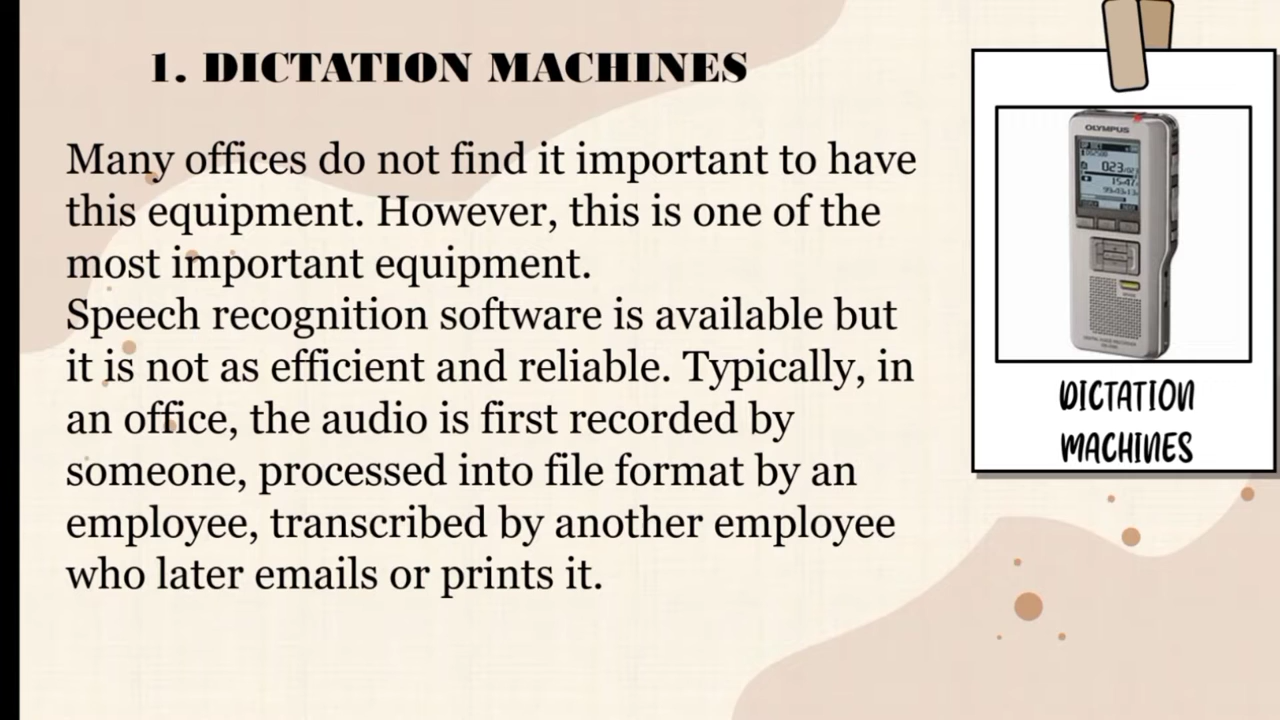 1. DICTATION MACHINES
Many offices do not find it important to have
this equipment. However, this is one of the
most important equipment.
Speech recognition software is available but
it is not as efficient and reliable. Typically, in
an office, the audio is first recorded by
someone, processed into file format by an
employee, transcribed by another employee
who later emails or prints it.
OLYMPUS
DICTATION
MACHINES